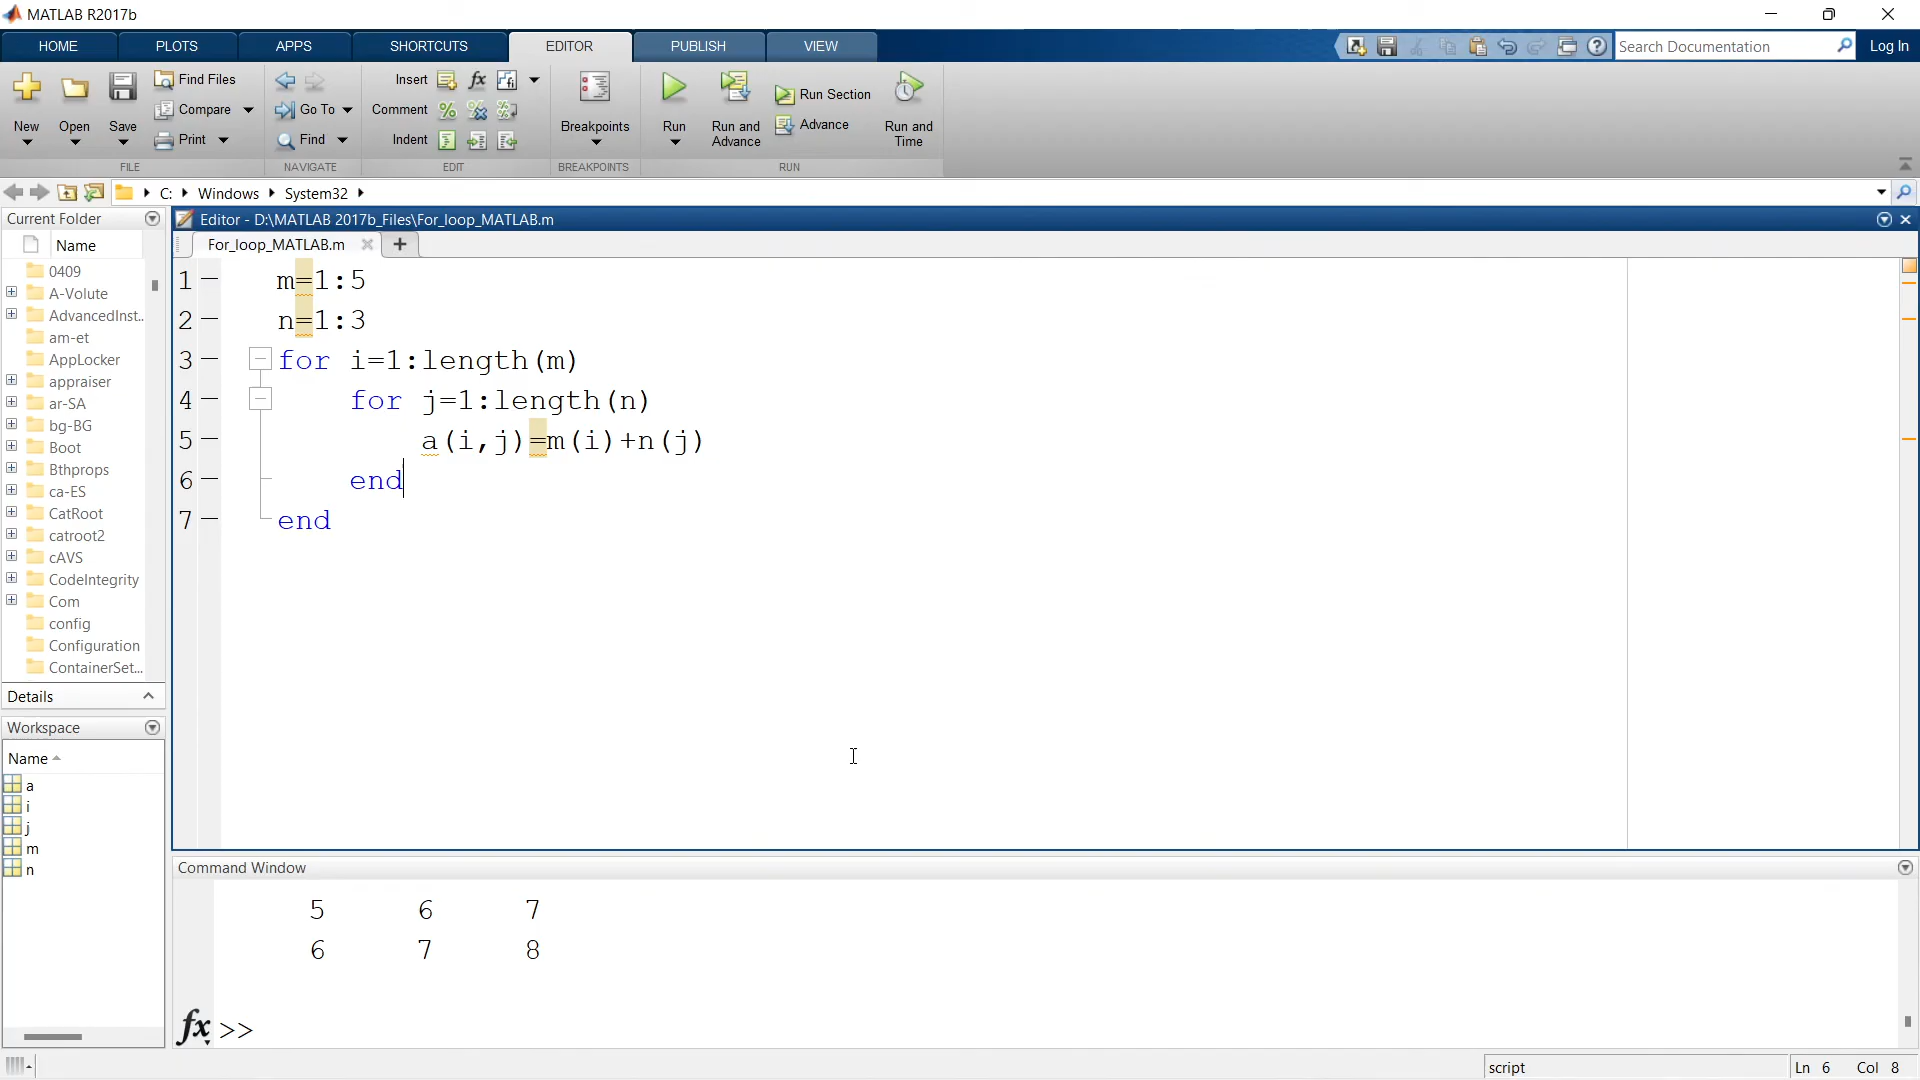 MATLAB R2017b
HOME PLOTS APPS SHORTCUTS EDITOR PUBLISH VIEW
Search Documentation Log In
New Open Save
Find Files
Compare
Print
FILE
Go To
Find
NAVIGATE
Insert fx
Comment
Indent
EDIT
Breakpoints
BREAKPOINTS
Run
Run and
Advance
Run Section
Advance
Run and
Time
RUN
C: Windows System32
Current Folder
Name
0409
A-Volute
AdvancedInst...
am-et
AppLocker
appraiser
ar-SA
bg-BG
Boot
Bthprops
ca-ES
CatRoot
catroot2
cAVS
CodeIntegrity
Com
config
Configuration
ContainerSet...
Details
Workspace
Name
a
i
j
m
n
Editor - D:\MATLAB 2017b_Files\For_loop_MATLAB.m
For_loop_MATLAB.m
1 m=1:5
2 n=1:3
3 for i=1:length(m)
4 for j=1:length(n)
5 a(i,j)=m(i)+n(j)
6 end
7 end
Command Window
5 6 7
6 7 8
fx >>
script Ln 6 Col 8